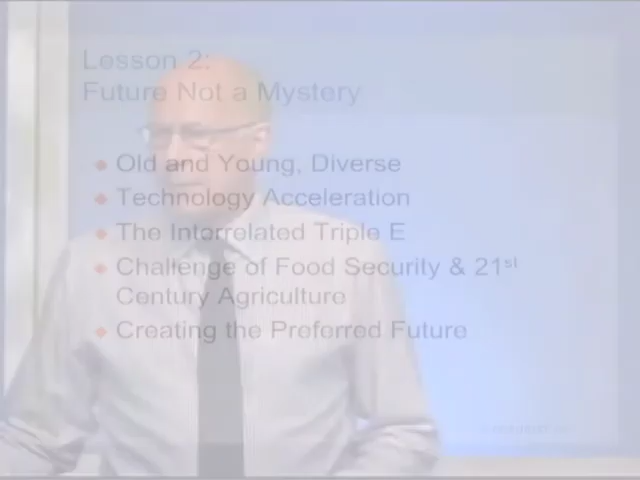 Lesson 2:
Future Not a Mystery
Old and Young, Diverse
Technology Acceleration
The Interrelated Triple E
Challenge of Food Security & 21st
Century Agriculture
Creating the Preferred Future